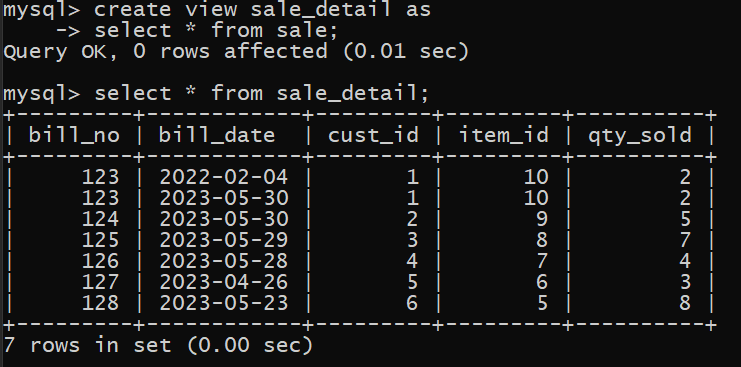 mysql> create view sale_detail as
    -> select * from sale;
Query OK, 0 rows affected (0.01 sec)

mysql> select * from sale_detail;
+---------+------------+---------+---------+----------+
| bill_no | bill_date  | cust_id | item_id | qty_sold |
+---------+------------+---------+---------+----------+
|     123 | 2022-02-04 |       1 |      10 |        2 |
|     123 | 2023-05-30 |       1 |      10 |        2 |
|     124 | 2023-05-30 |       2 |       9 |        5 |
|     125 | 2023-05-29 |       3 |       8 |        7 |
|     126 | 2023-05-28 |       4 |       7 |        4 |
|     127 | 2023-04-26 |       5 |       6 |        3 |
|     128 | 2023-05-23 |       6 |       5 |        8 |
+---------+------------+---------+---------+----------+
7 rows in set (0.00 sec)